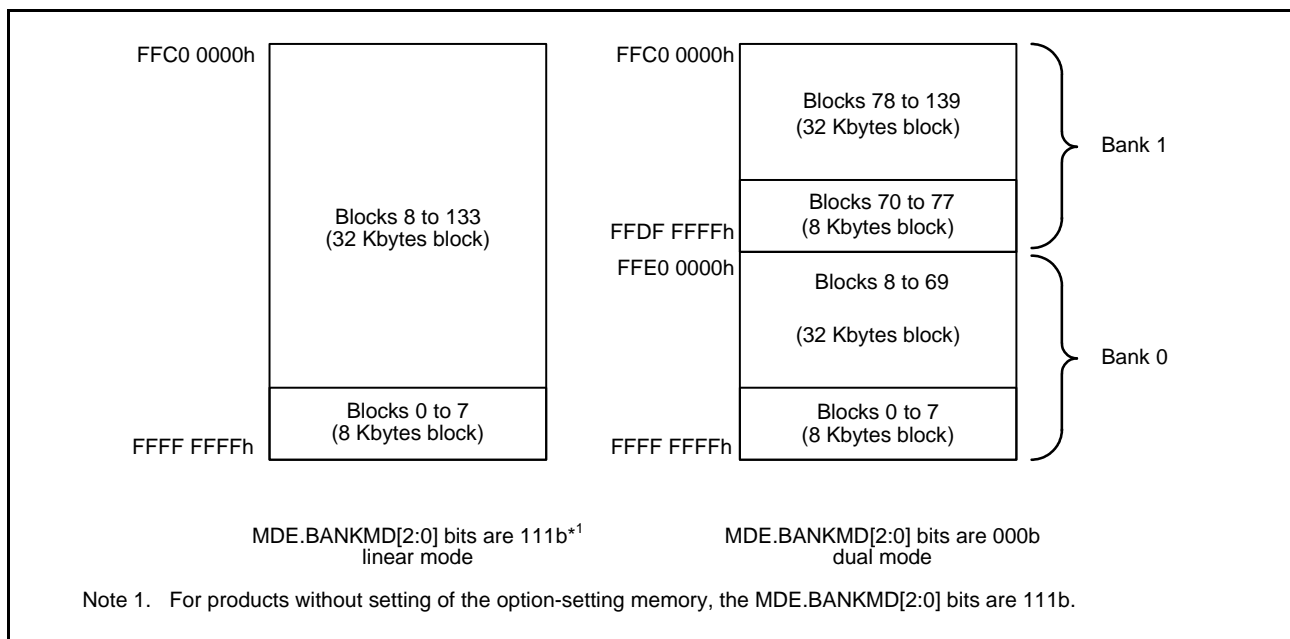 FFC0 0000h
Blocks 8 to 133
(32 Kbytes block)
Blocks 0 to 7
(8 Kbytes block)
FFFF FFFFh
MDE.BANKMD[2:0] bits are 111b*1
linear mode
FFC0 0000h
Blocks 78 to 139
(32 Kbytes block)
Bank 1
Blocks 70 to 77
(8 Kbytes block)
FFDF FFFFh
FFE0 0000h
Blocks 8 to 69
(32 Kbytes block)
Bank 0
Blocks 0 to 7
(8 Kbytes block)
FFFF FFFFh
MDE.BANKMD[2:0] bits are 000b
dual mode
Note 1. For products without setting of the option-setting memory, the MDE.BANKMD[2:0] bits are 111b.